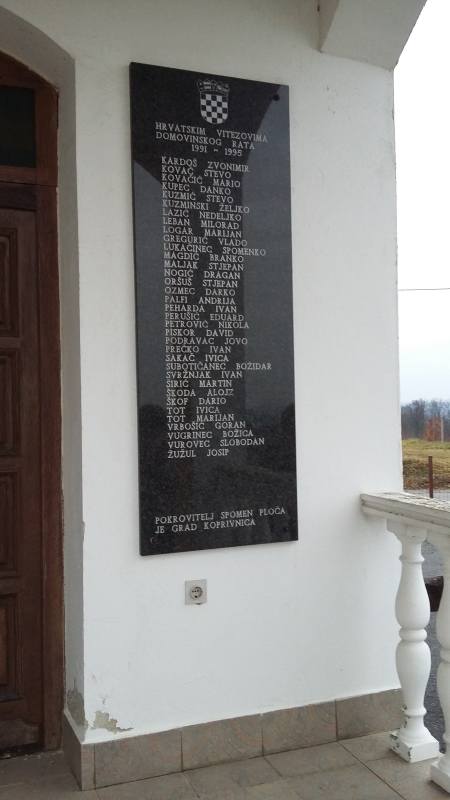 HRVATSKIM VITEZOVIMA
DOMOVINSKOG RATA
1991 - 1995
KARDOŠ ZVONIMIR
KOVAČ STEVO
KOVAČIĆ MARIO
KUPEC DANKO
KUZMIĆ STEVO
KUZMINSKI ŽELJKO
LAZIĆ NEDELJKO
LEBAN MILORAD
LOGAR MARIJAN
GREGURIĆ VLADO
LUKAČINEC SPOMENKO
MAGDIĆ BRANKO
MALJAK STJEPAN
NOGIĆ DRAGAN
ORŠUŠ STJEPAN
OZMEC DARKO
PALFI ANDRIJA
PEHARDA IVAN
PERUŠIĆ EDUARD
PETROVIĆ NIKOLA
PISKOR DAVID
PODRAVAC JOVO
PREČKO IVAN
SAKAČ IVICA
SUBOTIČANEC BOŽIDAR
SVRŽNJAK IVAN
ŠIRIĆ MARTIN
ŠKODA ALOJZ
ŠKOF DARIO
TOT IVICA
TOT MARIJAN
VRBOŠIĆ GORAN
VUGRINEC BOŽICA
VUROVEC SLOBODAN
ŽUŽUL JOSIP
POKROVITELJ SPOMEN PLOČA
JE GRAD KOPRIVNICA